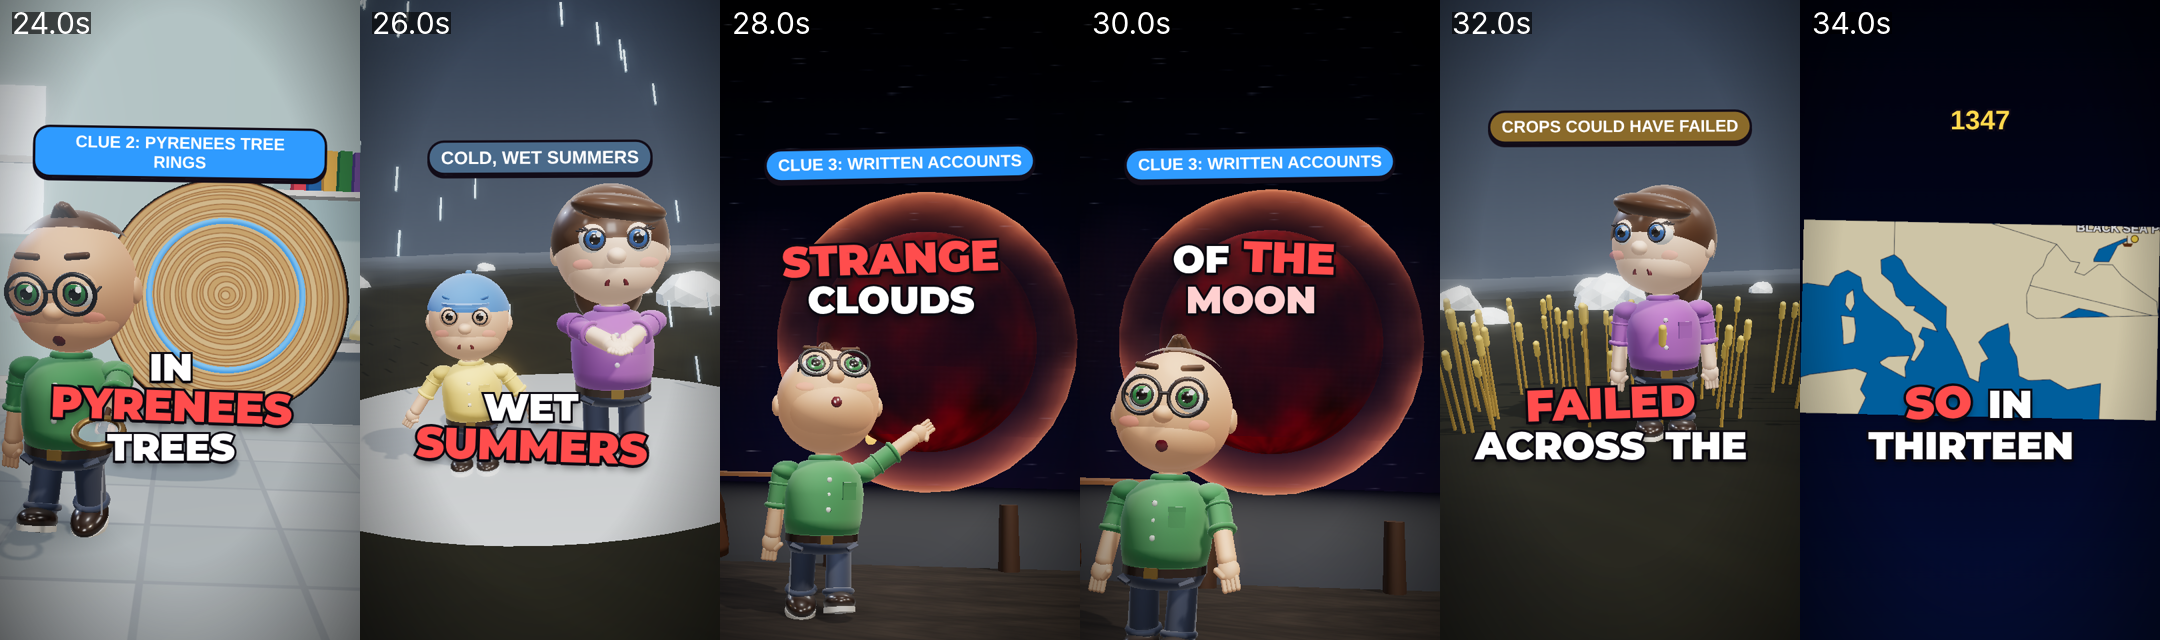 24.0s
CLUE 2: PYRENEES TREE
RINGS
IN
PYRENEES
TREES
26.0s
COLD, WET SUMMERS
WET
SUMMERS
28.0s
CLUE 3: WRITTEN ACCOUNTS
STRANGE
CLOUDS
30.0s
CLUE 3: WRITTEN ACCOUNTS
OF THE
MOON
32.0s
CROPS COULD HAVE FAILED
FAILED
ACROSS THE
34.0s
1347
BLACK SEA
SO IN
THIRTEEN